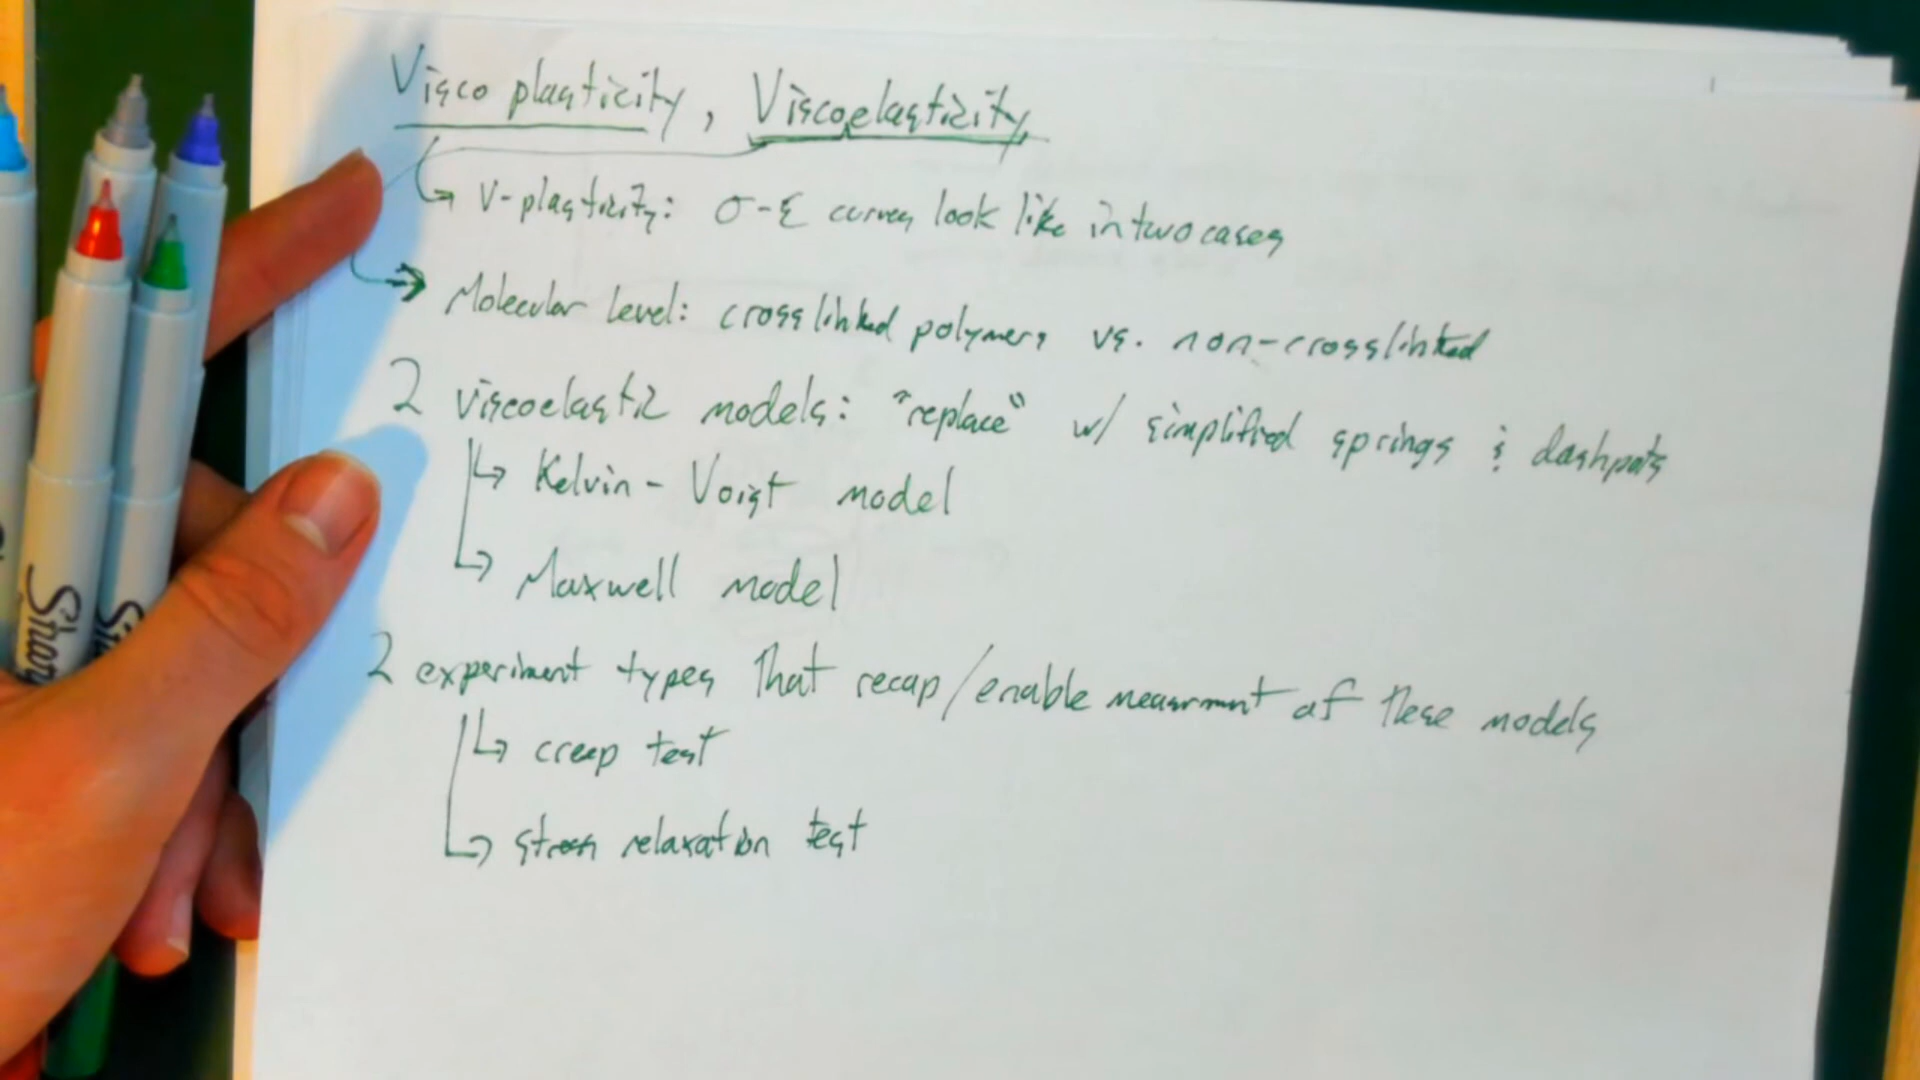 Visco plasticity, Viscoelasticity
↳ V-plasticity: σ-ε curves look like in two cases
→ Molecular level: crosslinked polymers vs. non-crosslinked
2 viscoelastic models: "replace" w/ simplified springs & dashpots
↳ Kelvin-Voigt model
↳ Maxwell model
2 experiment types that recap/enable measurment of these models
↳ creep test
↳ stress relaxation test
Sharp